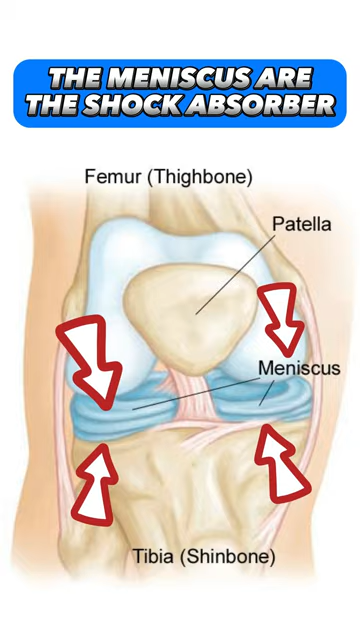 THE MENISCUS ARE
THE SHOCK ABSORBER
Femur (Thighbone)
Patella
Meniscus
Tibia (Shinbone)